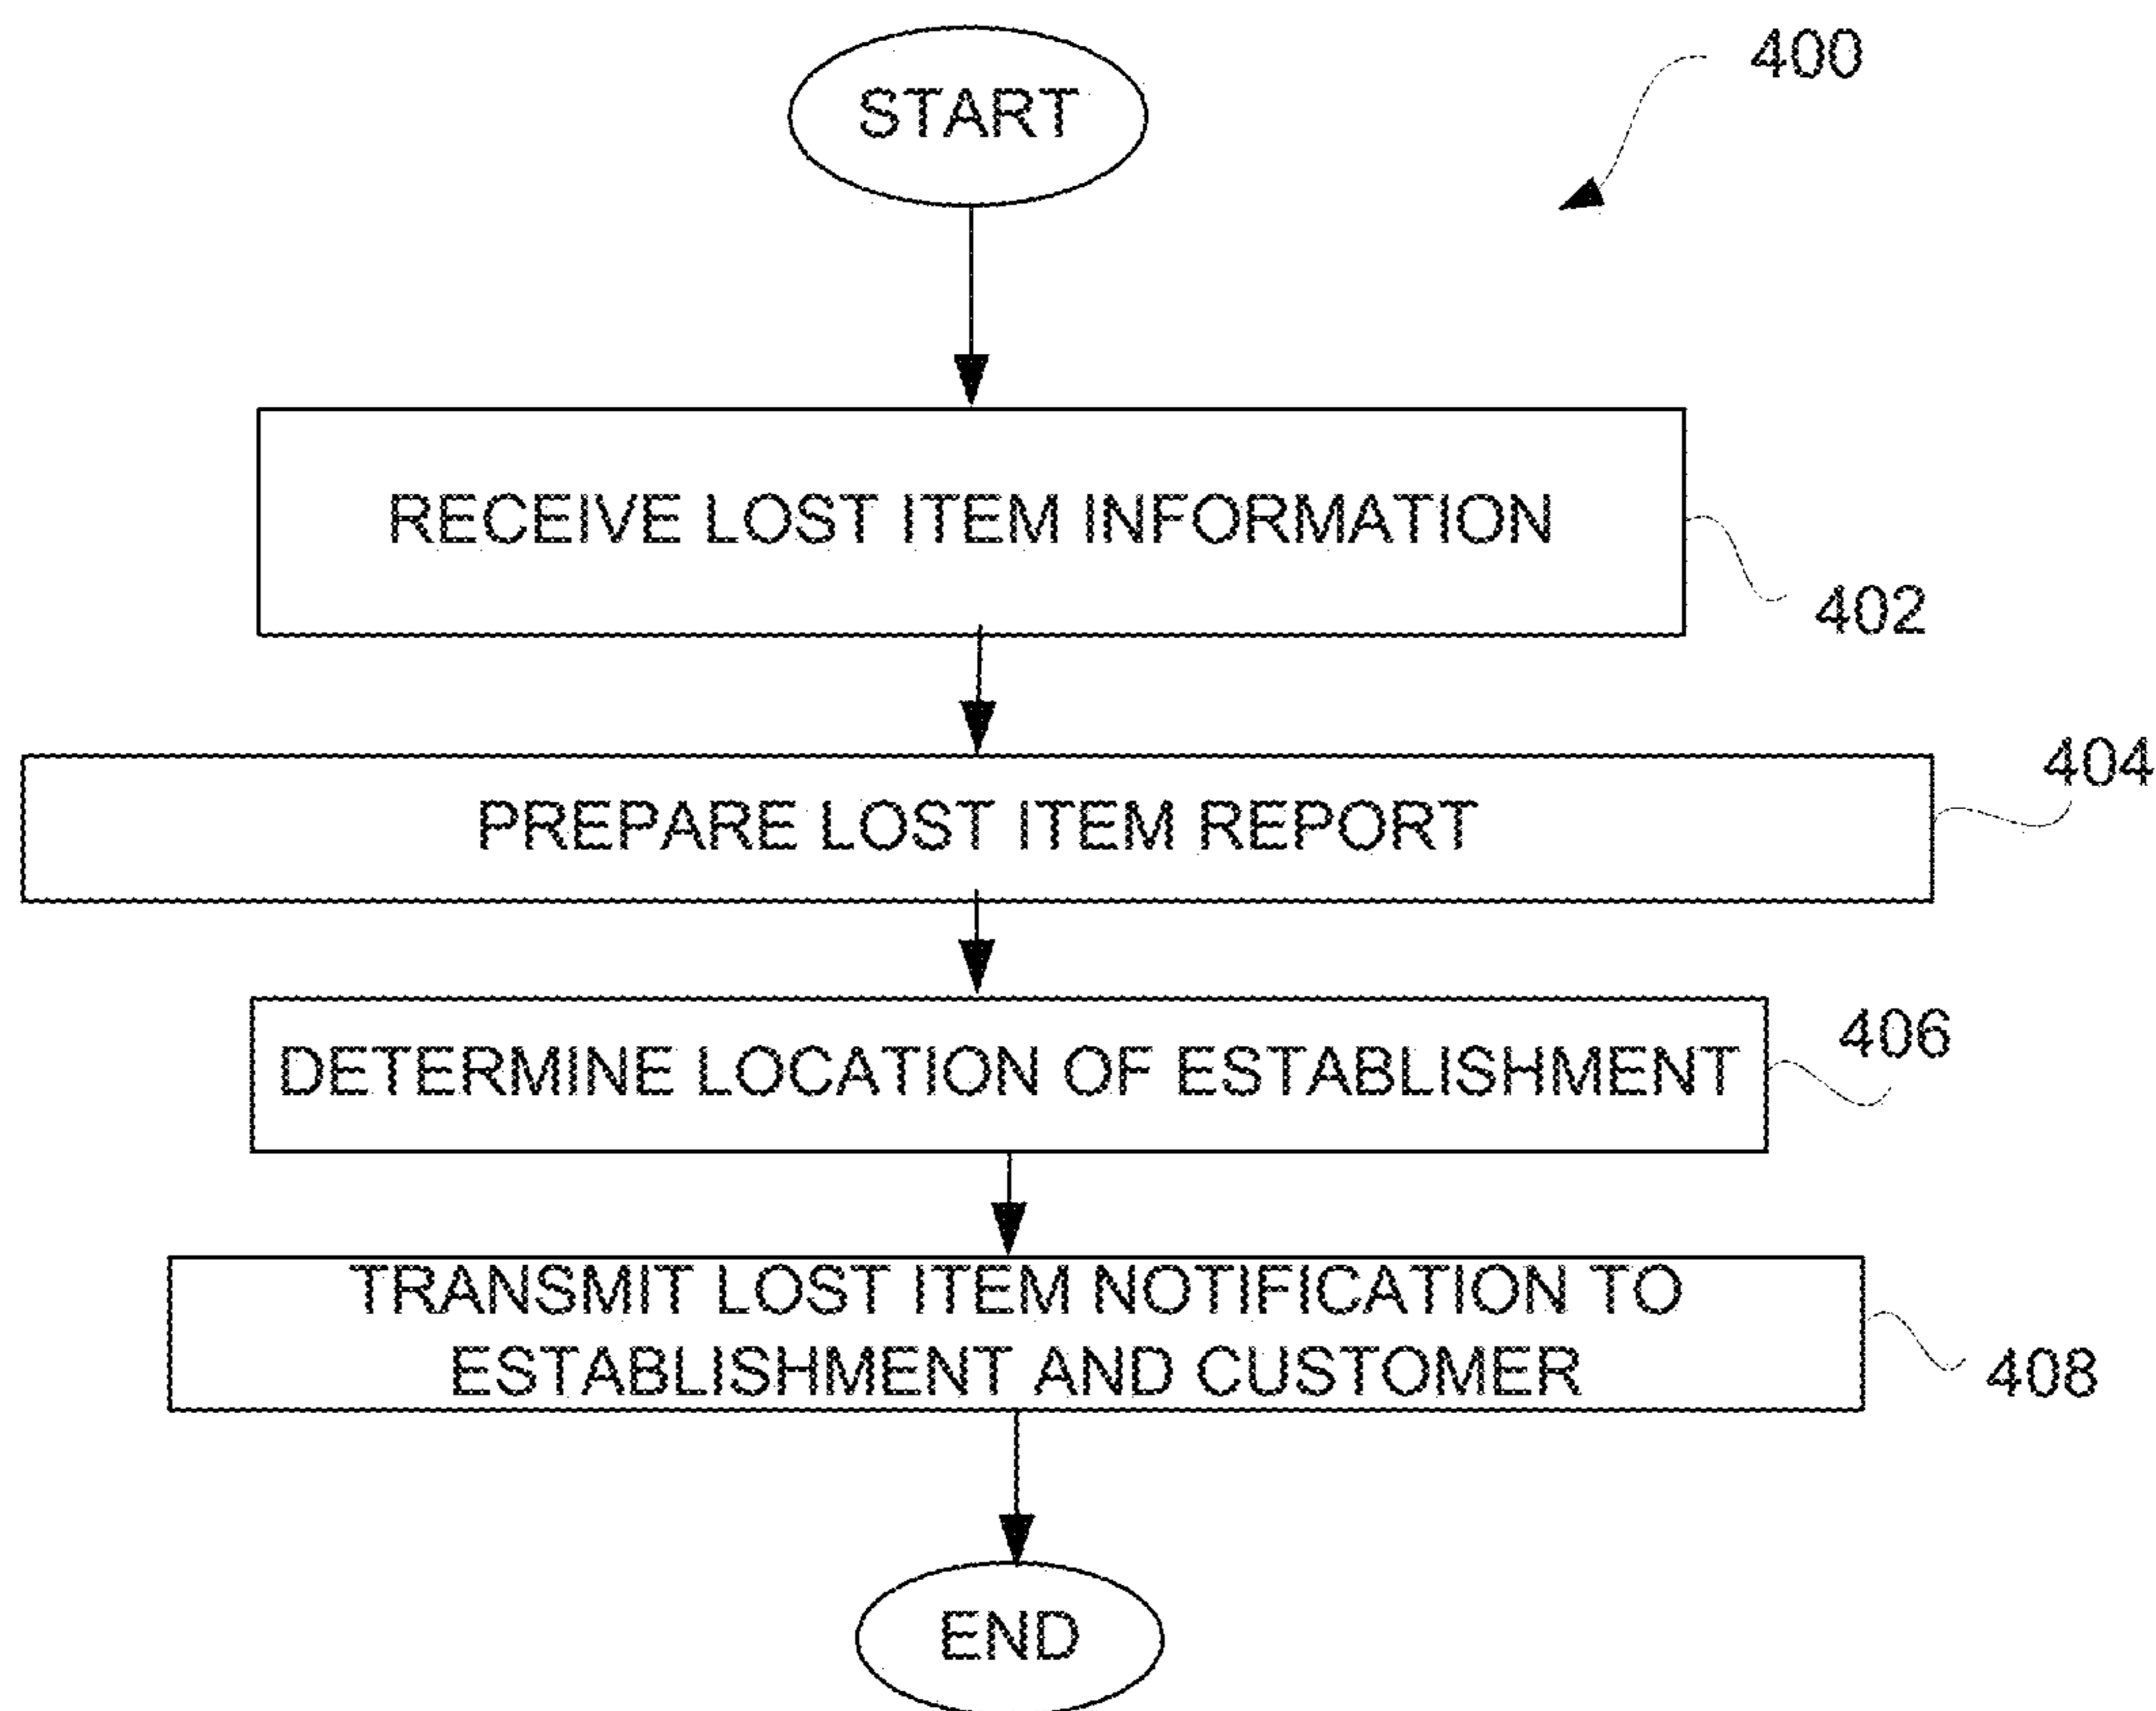 START
400
RECEIVE LOST ITEM INFORMATION
402
PREPARE LOST ITEM REPORT
404
DETERMINE LOCATION OF ESTABLISHMENT
406
TRANSMIT LOST ITEM NOTIFICATION TO
ESTABLISHMENT AND CUSTOMER
408
END